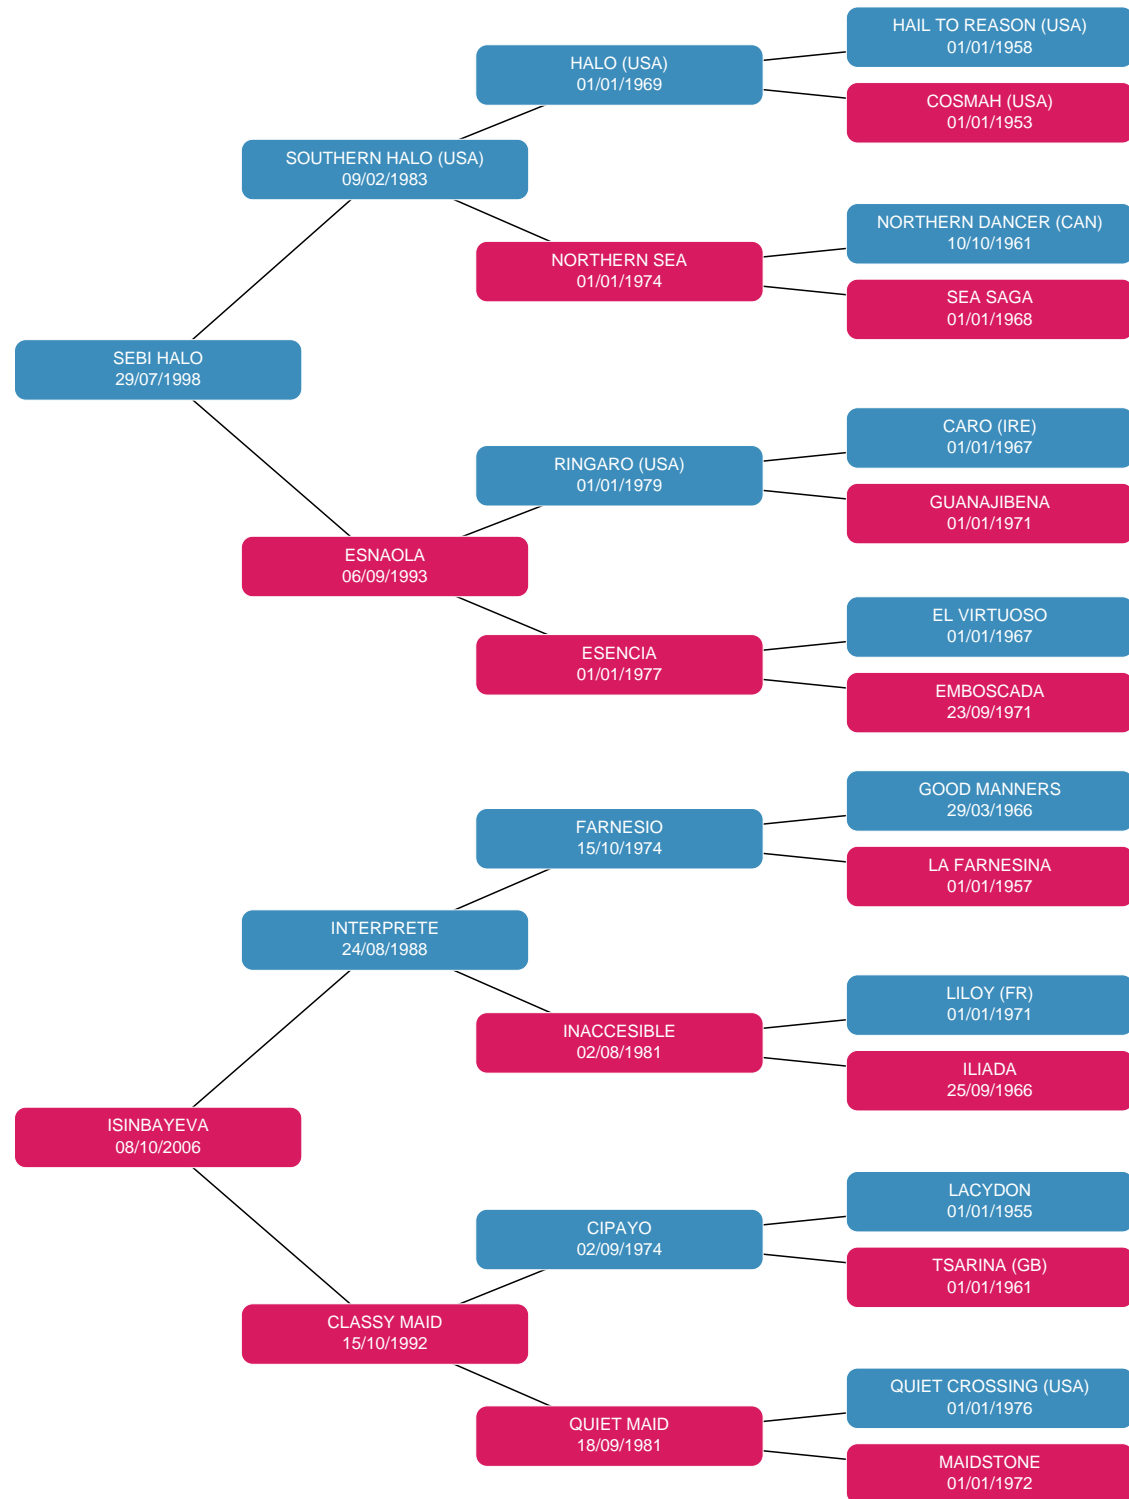 HAIL TO REASON (USA)
01/01/1958
HALO (USA)
01/01/1969
COSMAH (USA)
01/01/1953
SOUTHERN HALO (USA)
09/02/1983
NORTHERN DANCER (CAN)
10/10/1961
NORTHERN SEA
01/01/1974
SEA SAGA
01/01/1968
SEBI HALO
29/07/1998
CARO (IRE)
01/01/1967
RINGARO (USA)
01/01/1979
GUANAJIBENA
01/01/1971
ESNAOLA
06/09/1993
EL VIRTUOSO
01/01/1967
ESENCIA
01/01/1977
EMBOSCADA
23/09/1971
GOOD MANNERS
29/03/1966
FARNESIO
15/10/1974
LA FARNESINA
01/01/1957
INTERPRETE
24/08/1988
LILOY (FR)
01/01/1971
INACCESIBLE
02/08/1981
ILIADA
25/09/1966
ISINBAYEVA
08/10/2006
LACYDON
01/01/1955
CIPAYO
02/09/1974
TSARINA (GB)
01/01/1961
CLASSY MAID
15/10/1992
QUIET CROSSING (USA)
01/01/1976
QUIET MAID
18/09/1981
MAIDSTONE
01/01/1972